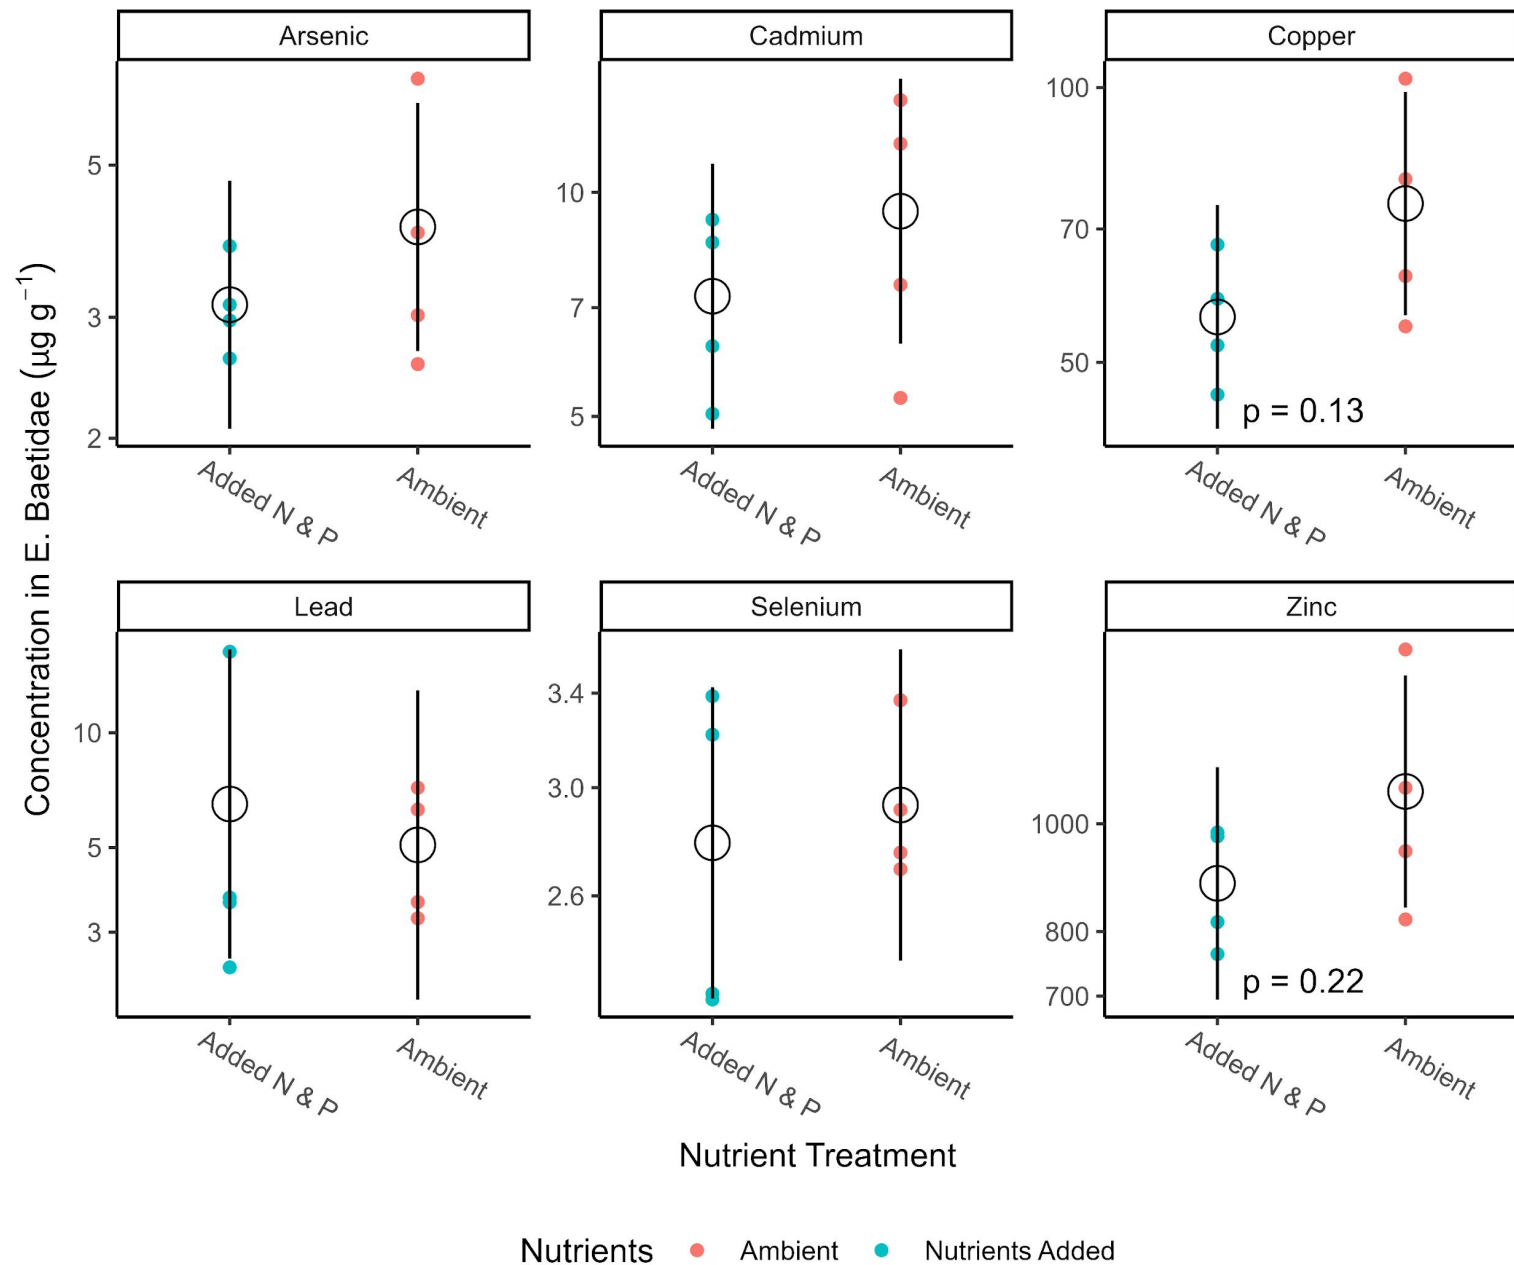 Arsenic
Cadmium
Copper
Concentration in E. Baetidae (µg g⁻¹)
5
3
2
10
7
5
100
70
50
p = 0.13
Added N & P
Ambient
Added N & P
Ambient
Added N & P
Ambient
Lead
Selenium
Zinc
10
5
3
3.4
3.0
2.6
1000
800
700
p = 0.22
Added N & P
Ambient
Added N & P
Ambient
Added N & P
Ambient
Nutrient Treatment
Nutrients Ambient Nutrients Added